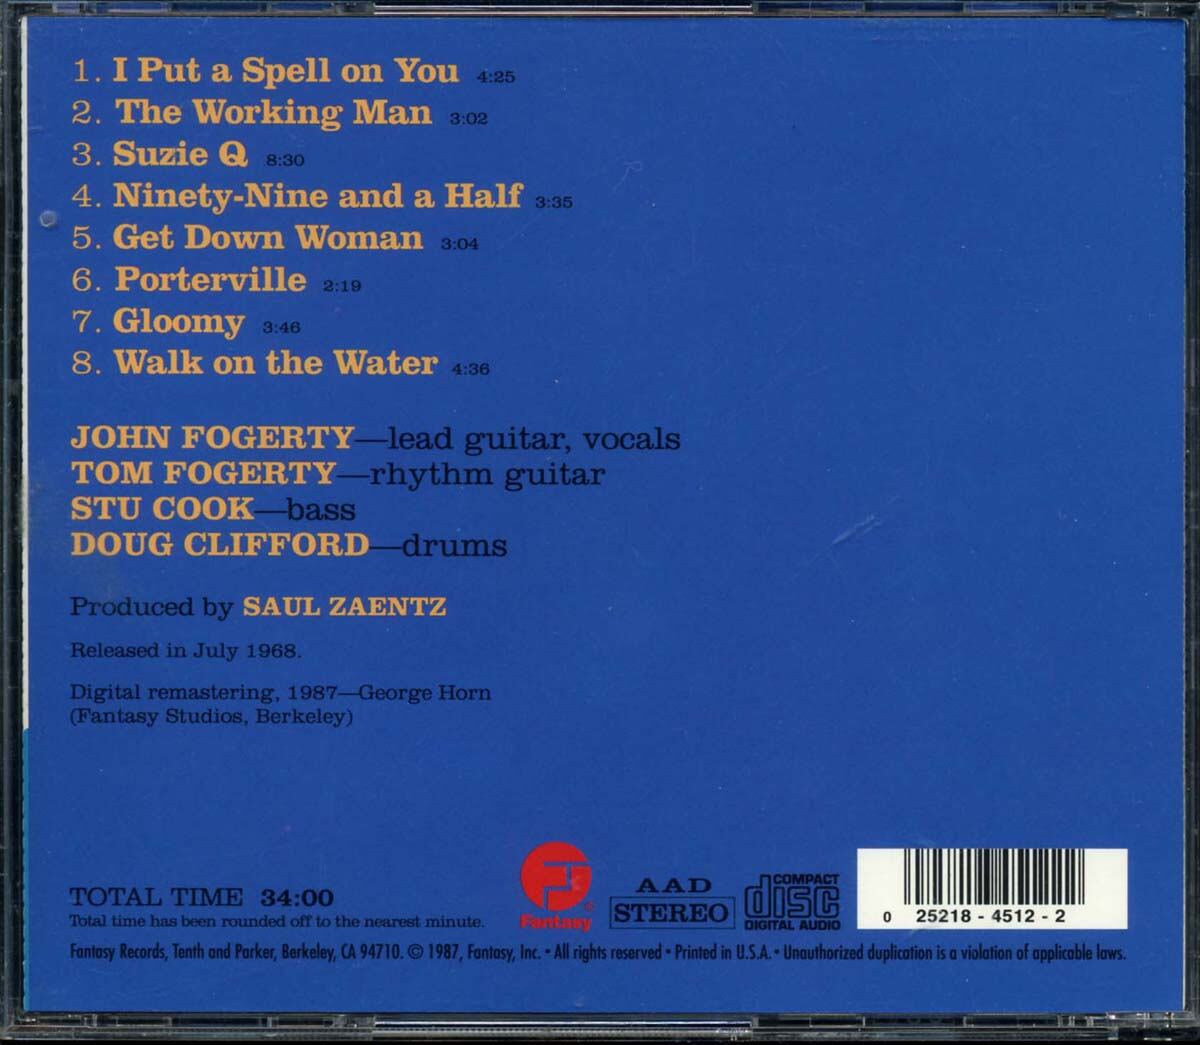 1. I Put a Spell on You 4:25
2. The Working Man 3:02
3. Suzie Q 8:30
4. Ninety-Nine and a Half 3:35
5. Get Down Woman 3:04
6. Porterville 2:19
7. Gloomy 3:46
8. Walk on the Water 4:36
JOHN FOGERTY—lead guitar, vocals
TOM FOGERTY—rhythm guitar
STU COOK—bass
DOUG CLIFFORD—drums
Produced by SAUL ZAENTZ
Released in July 1968.
Digital remastering, 1987—George Horn
(Fantasy Studios, Berkeley)
TOTAL TIME 34:00
Total time has been rounded off to the nearest minute.
Fantasy®
AAD
STEREO
COMPACT
disc
DIGITAL AUDIO
0 25218 - 4512 - 2
Fantasy Records, Tenth and Parker, Berkeley, CA 94710. © 1987, Fantasy, Inc. • All rights reserved • Printed in U.S.A. • Unauthorized duplication is a violation of applicable laws.